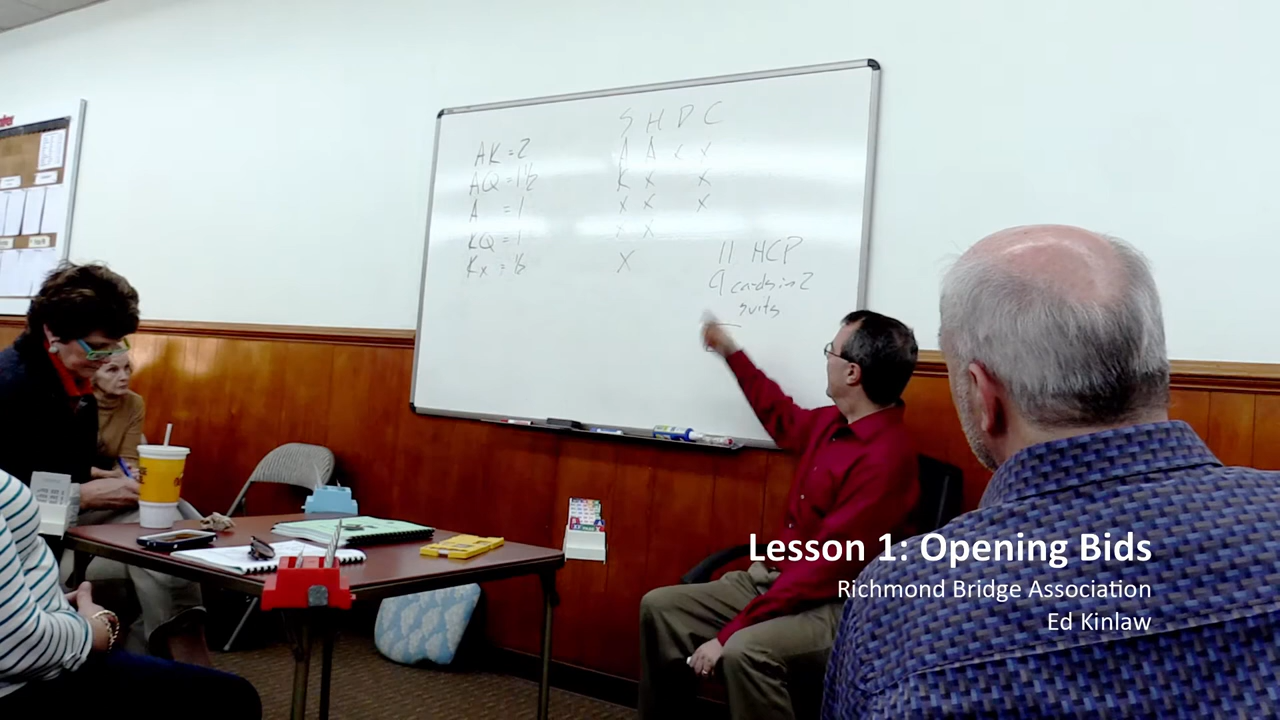 S H D C
AK = 2
AQ = 1½
A = 1
KQ = 1
Kx = ½
A A x x
K x x
x x x
x x
x
11 HCP
9 cards in 2
suits
Lesson 1: Opening Bids
Richmond Bridge Association
Ed Kinlaw